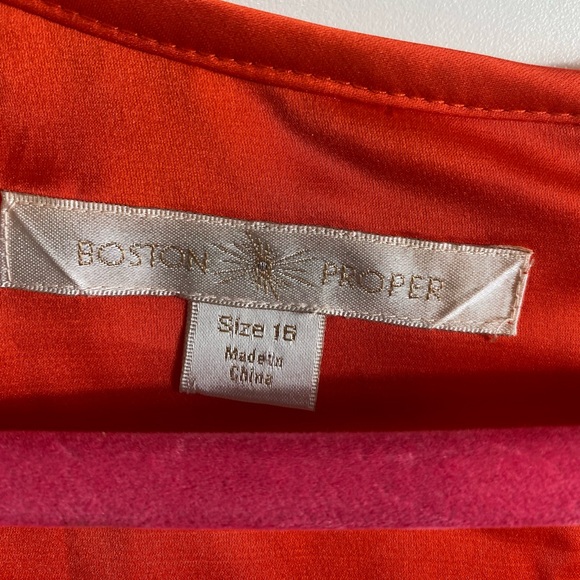 BOSTON PROPER
Size 16
Made in
China